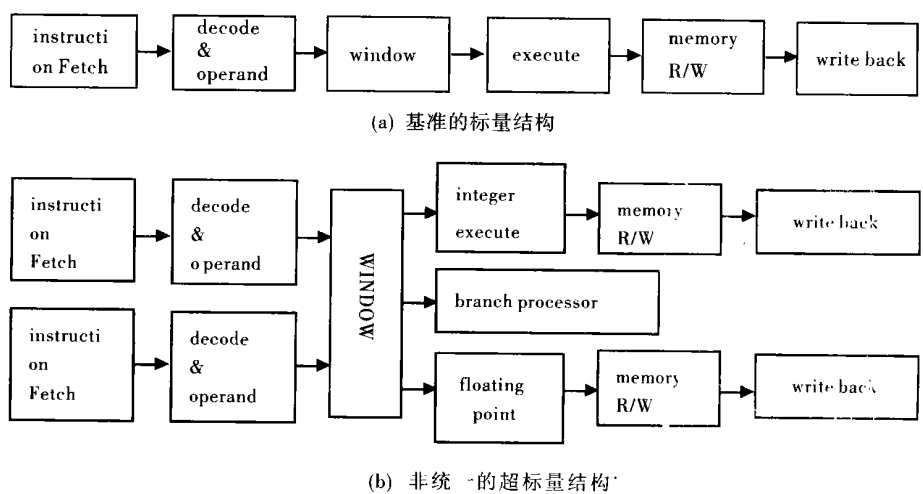 instructi
on Fetch
decode
&
operand
window
execute
memory
R/W
write back
(a) 基准的标量结构
instructi
on
Fetch
decode
&
operand
WINDOW
integer
execute
memory
R/W
write back
branch processor
instructi
on
Fetch
decode
&
operand
floating
point
memory
R/W
write back
(b) 非统一的超标量结构